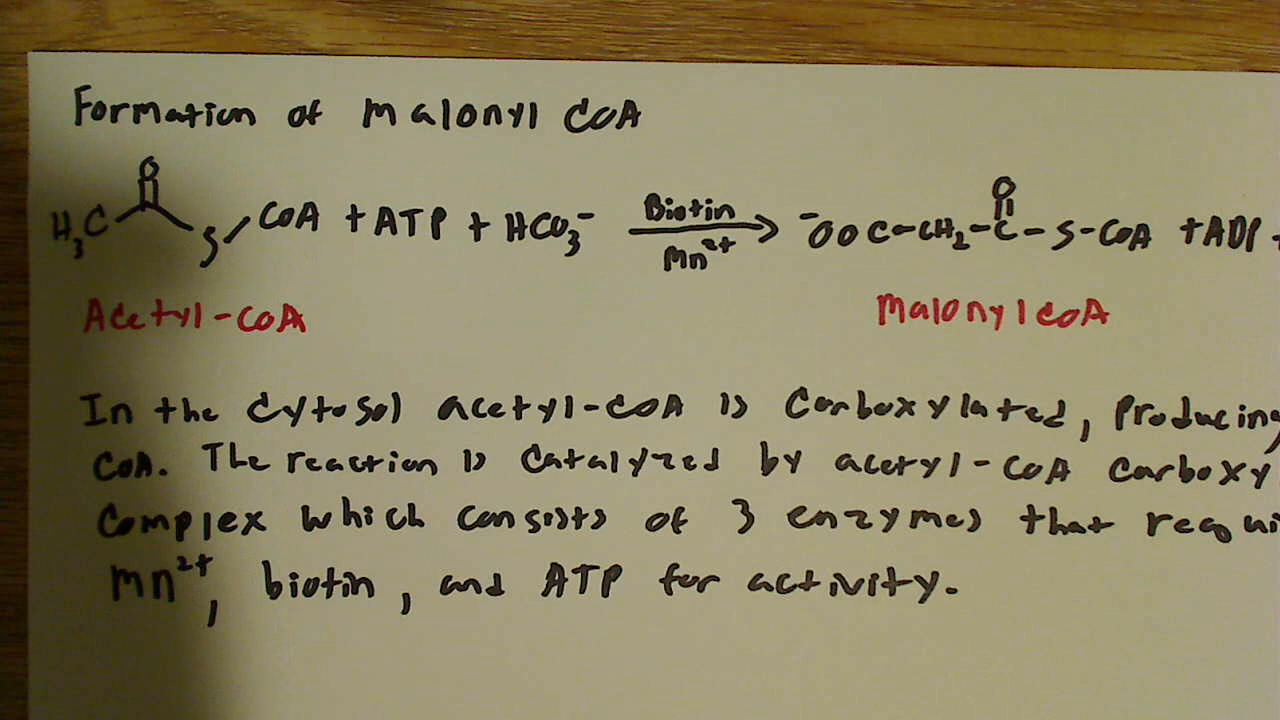 Formation of Malonyl CoA
O O
H3C S CoA + ATP + HCO3- Biotin Mn2+ -OOC-CH2-C-S-CoA + ADP +
Acetyl-CoA Malonyl CoA
In the cytosol acetyl-CoA is Carboxylated, Producing
CoA. The reaction is Catalyzed by acetyl-CoA Carboxy
Complex which consists of 3 enzymes that requi
Mn2+, biotin, and ATP for activity.